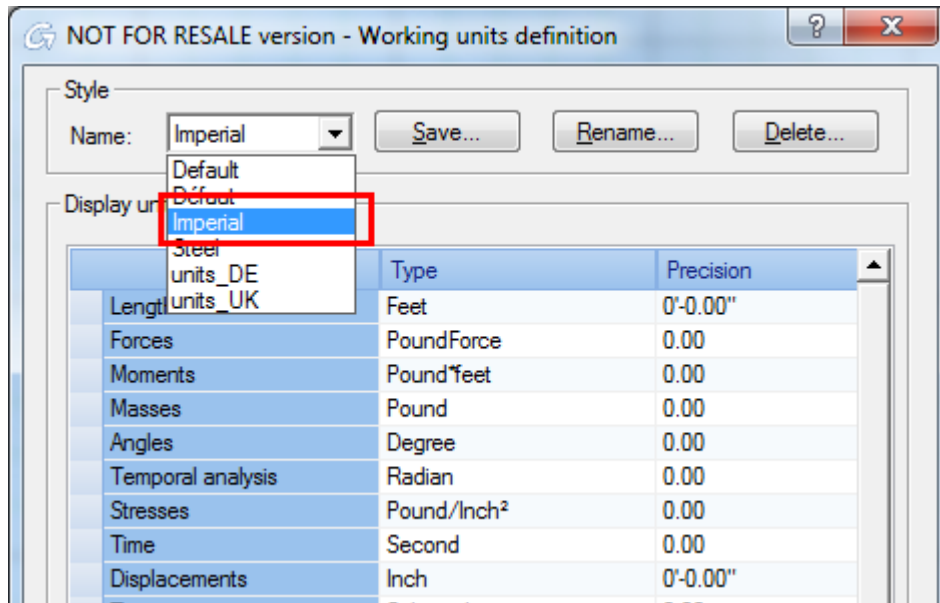 NOT FOR RESALE version - Working units definition
Style
Name: Imperial Save... Rename... Delete...
Default
Défaut
Display un
Imperial
Steel
units_DE
units_UK
Type Precision
Length Feet 0'-0.00"
Forces PoundForce 0.00
Moments Pound*feet 0.00
Masses Pound 0.00
Angles Degree 0.00
Temporal analysis Radian 0.00
Stresses Pound/Inch² 0.00
Time Second 0.00
Displacements Inch 0'-0.00"